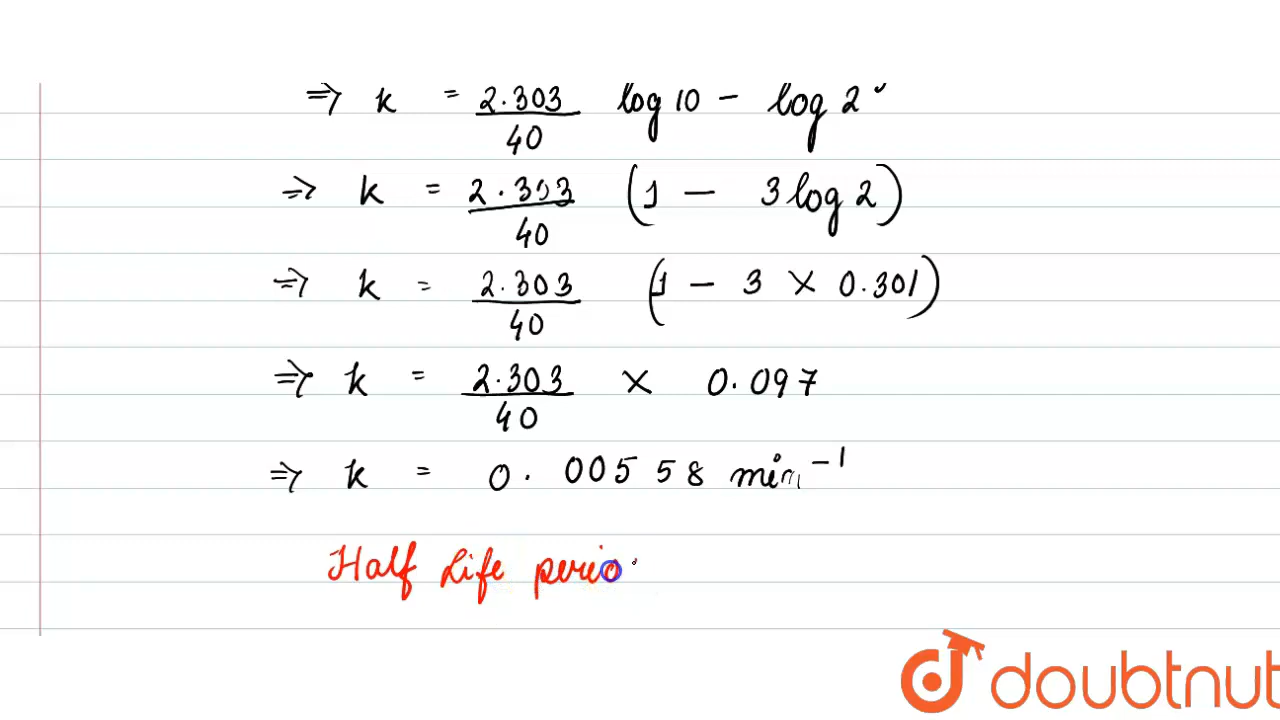 ⇒ k = 2.303/40 log 10 - log 2³
⇒ k = 2.303/40 (1 - 3 log 2)
⇒ k = 2.303/40 (1 - 3 × 0.301)
⇒ k = 2.303/40 × 0.097
⇒ k = 0.00558 min⁻¹
Half Life perio
doubtnut